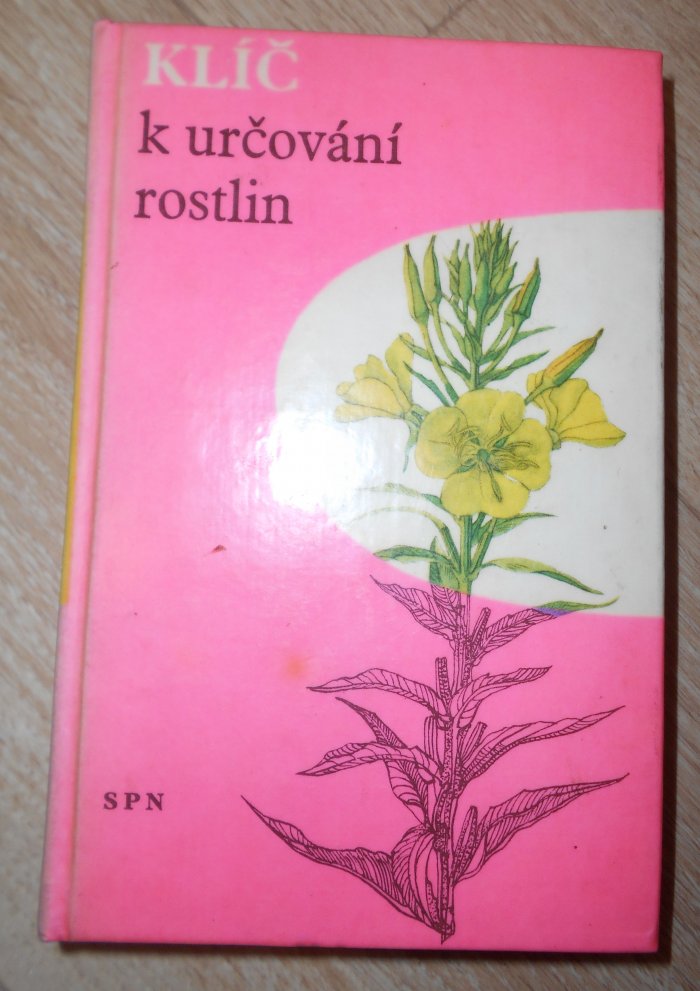 KLÍČ
k určování
rostlin
SPN